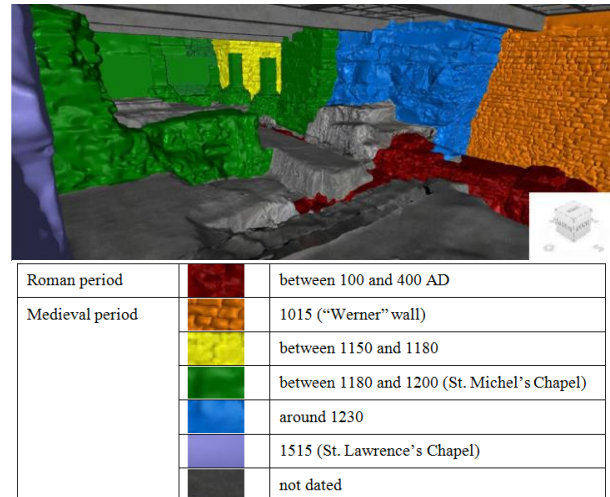 Roman period between 100 and 400 AD
Medieval period 1015 (“Werner” wall)
between 1150 and 1180
between 1180 and 1200 (St. Michel’s Chapel)
around 1230
1515 (St. Lawrence’s Chapel)
not dated